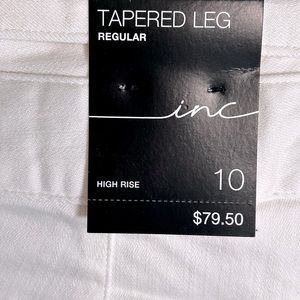 TAPERED LEG
REGULAR
inc
HIGH RISE
10
$79.50